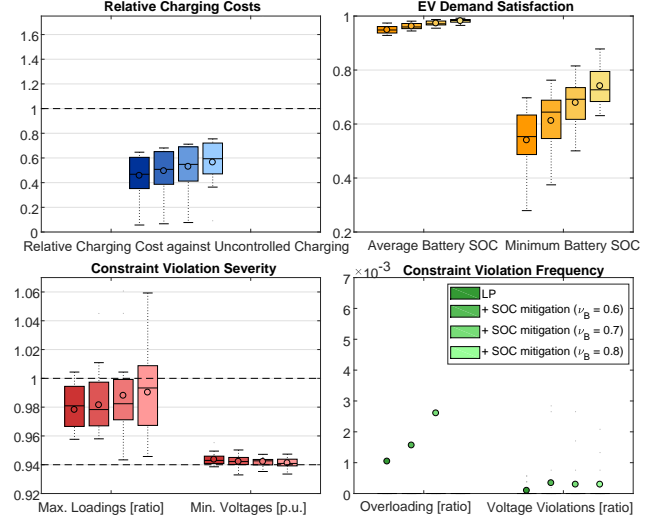 Relative Charging Costs
1.6
1.4
1.2
1
0.8
0.6
0.4
0.2
0
Relative Charging Cost against Uncontrolled Charging
EV Demand Satisfaction
1
0.8
0.6
0.4
0.2
Average Battery SOC Minimum Battery SOC
Constraint Violation Severity
1.06
1.04
1.02
1
0.98
0.96
0.94
0.92
Max. Loadings [ratio] Min. Voltages [p.u.]
Constraint Violation Frequency
×10⁻³
7
6
5
4
3
2
1
0
LP
+ SOC mitigation (ν_B = 0.6)
+ SOC mitigation (ν_B = 0.7)
+ SOC mitigation (ν_B = 0.8)
Overloading [ratio] Voltage Violations [ratio]